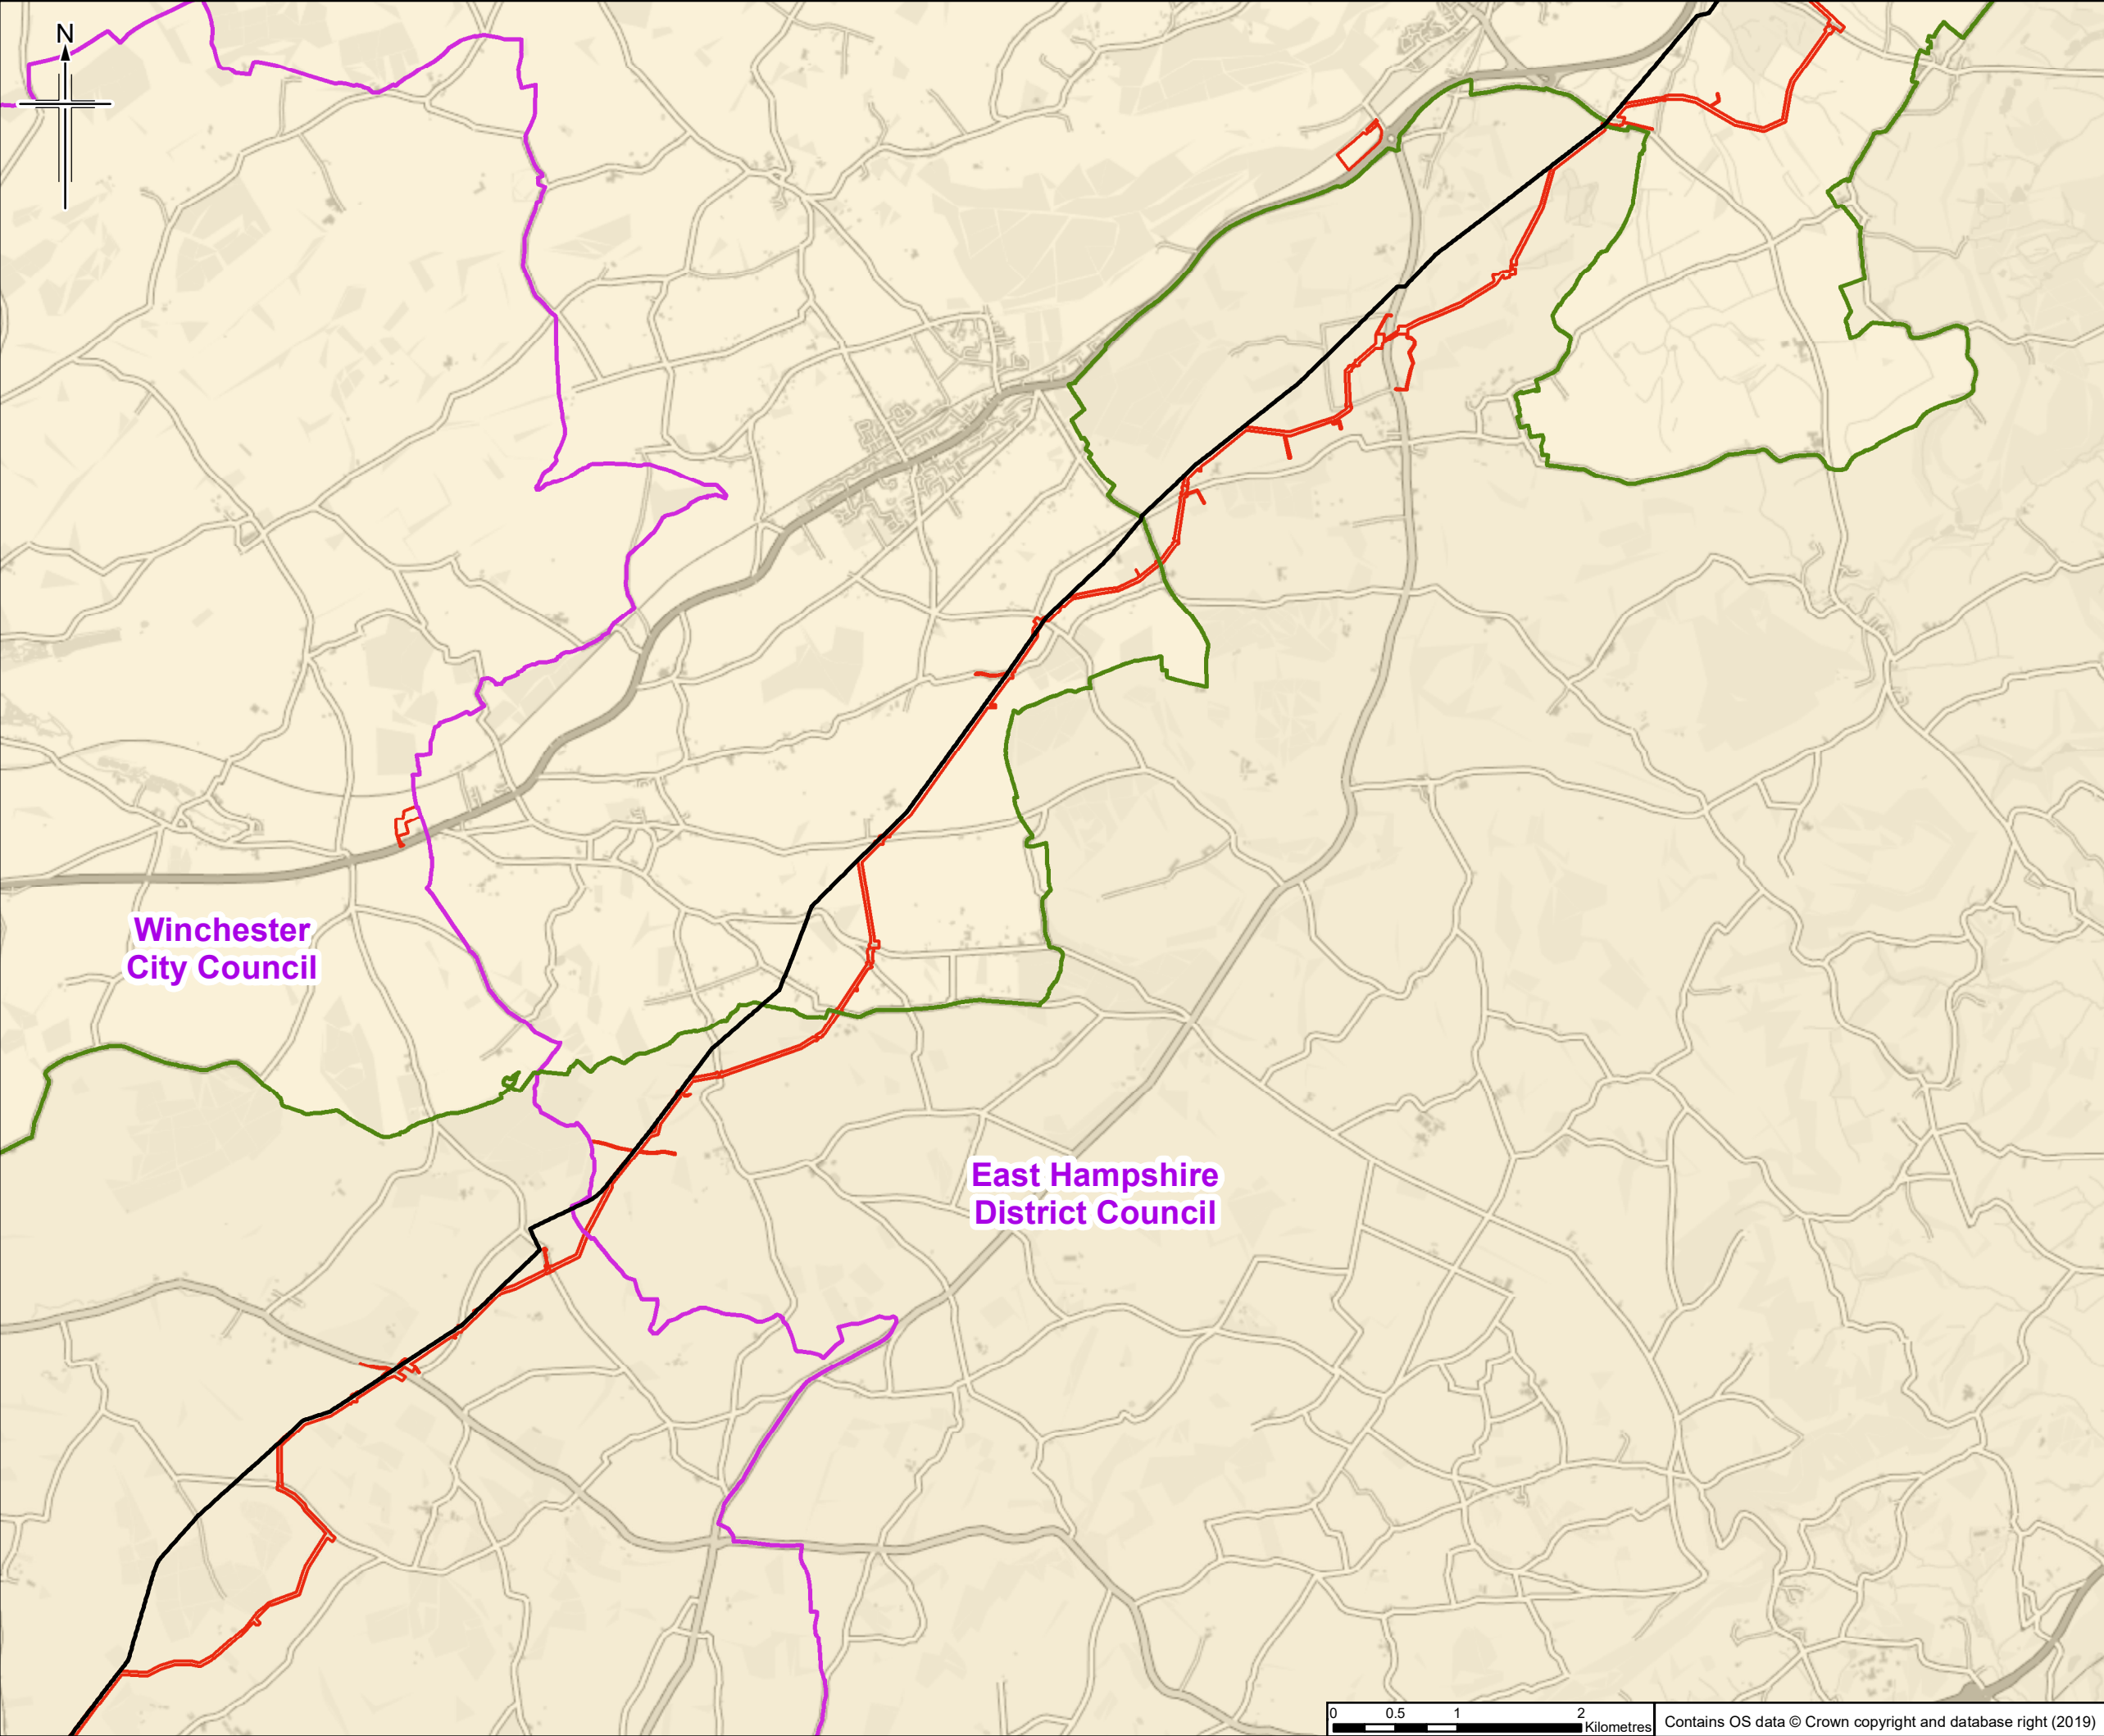 N
Winchester
City Council
East Hampshire
District Council
0 0.5 1 2
Kilometres
Contains OS data © Crown copyright and database right (2019)